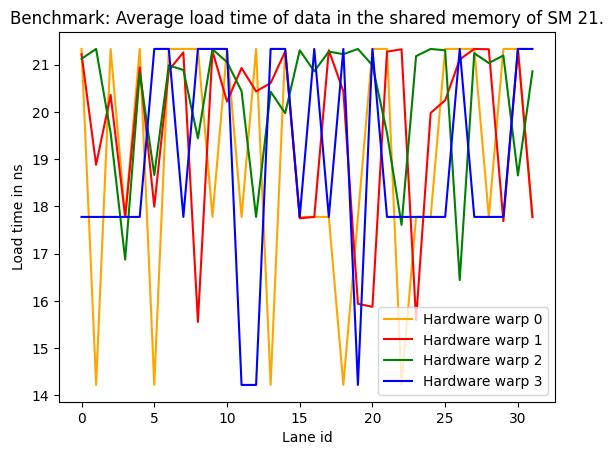 Benchmark: Average load time of data in the shared memory of SM 21.
Load time in ns
21
20
19
18
17
16
15
14
0
5
10
15
20
25
30
Lane id
Hardware warp 0
Hardware warp 1
Hardware warp 2
Hardware warp 3